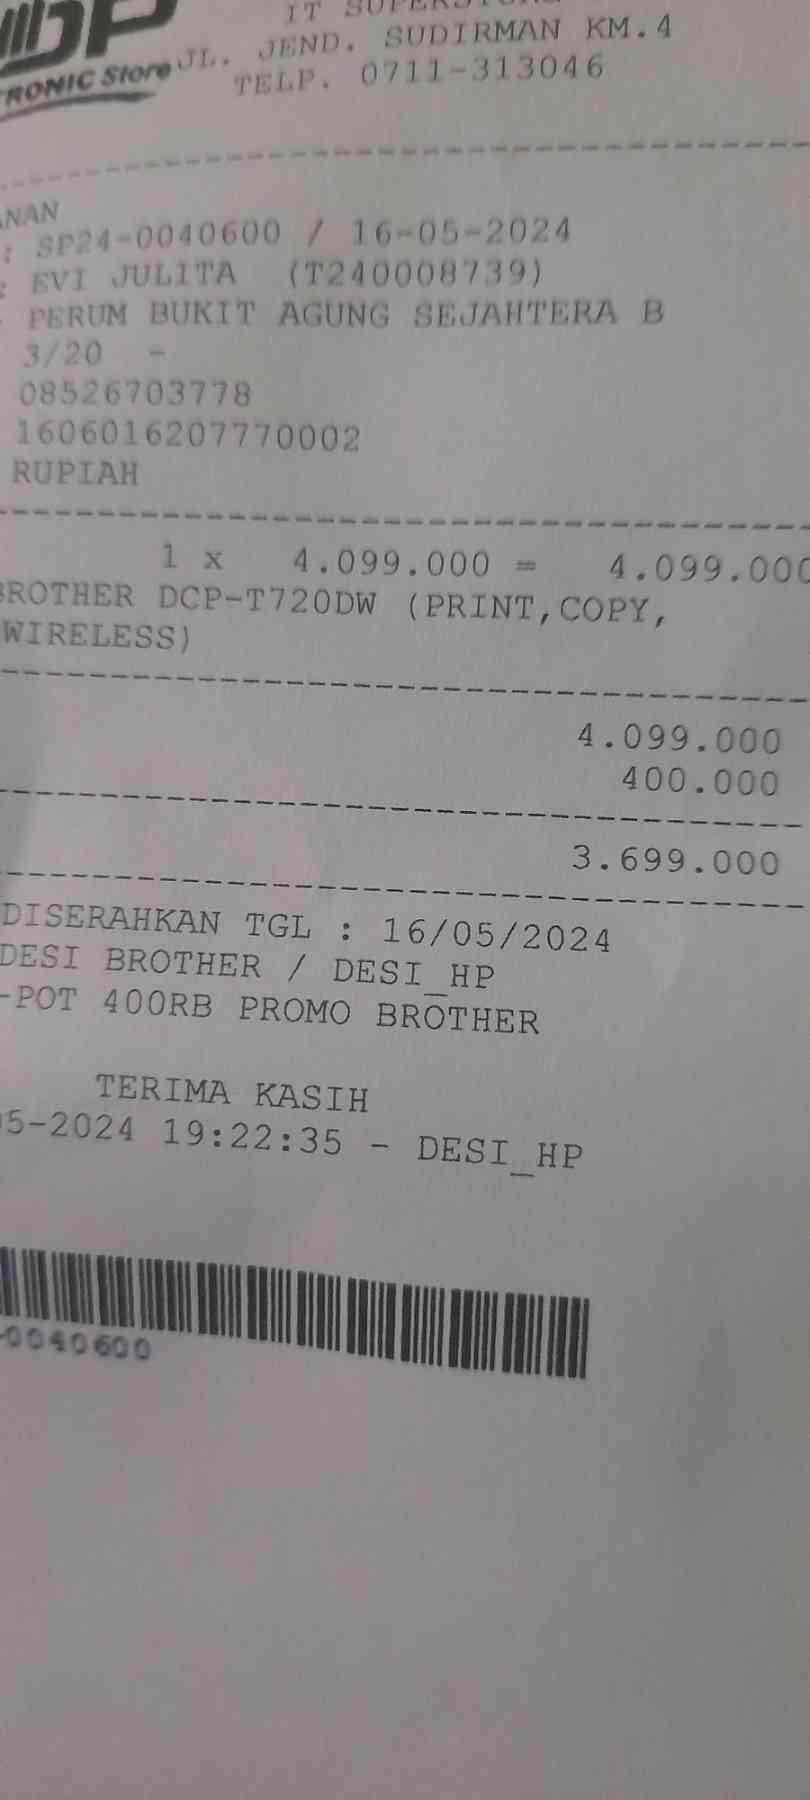 DP
IT SUPERSTORE
RONIC Store JL. JEND. SUDIRMAN KM.4
TELP. 0711-313046
ANAN
: SP24-0040600 / 16-05-2024
: EVI JULITA (T240008739)
- PERUM BUKIT AGUNG SEJAHTERA B
3/20 -
08526703778
1606016207770002
RUPIAH
1 x 4.099.000 = 4.099.000
BROTHER DCP-T720DW (PRINT,COPY,
WIRELESS)
4.099.000
400.000
3.699.000
DISERAHKAN TGL : 16/05/2024
DESI BROTHER / DESI_HP
-POT 400RB PROMO BROTHER
TERIMA KASIH
05-2024 19:22:35 - DESI_HP
-0040600